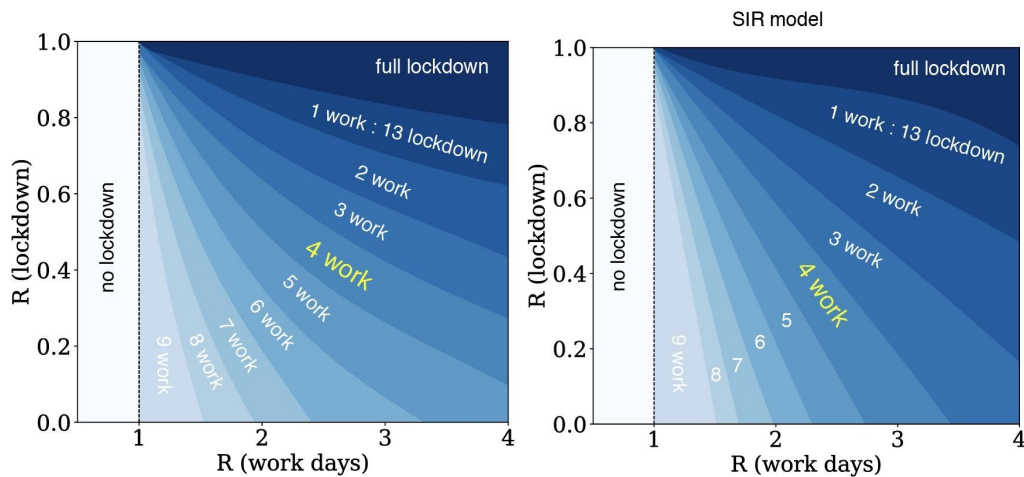 1.0
0.8
0.6
0.4
0.2
0.0
R (lockdown)
no lockdown
full lockdown
1 work : 13 lockdown
2 work
3 work
4 work
5 work
6 work
7 work
8 work
9 work
1 2 3 4
R (work days)
SIR model
1.0
0.8
0.6
0.4
0.2
0.0
R (lockdown)
no lockdown
full lockdown
1 work : 13 lockdown
2 work
3 work
4 work
5
6
7
8
9 work
1 2 3 4
R (work days)